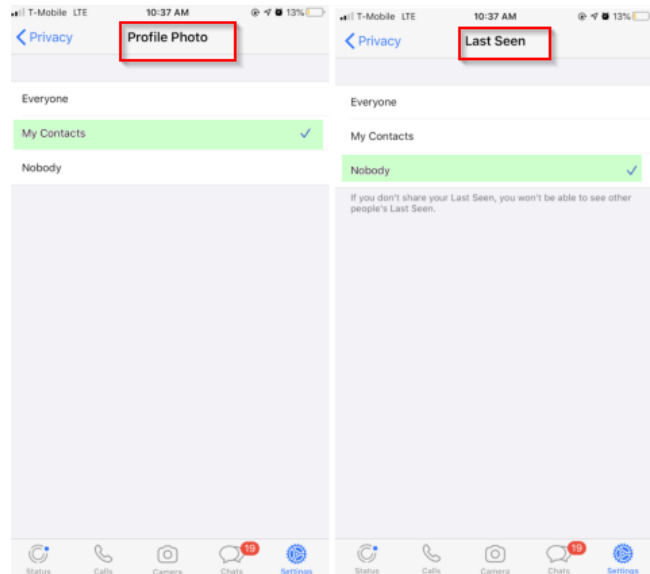 T-Mobile LTE 10:37 AM 13%
Privacy Profile Photo
Everyone
My Contacts
Nobody
19
Status Calls Camera Chats Settings
T-Mobile LTE 10:37 AM 13%
Privacy Last Seen
Everyone
My Contacts
Nobody
If you don't share your Last Seen, you won't be able to see other
people's Last Seen.
19
Status Calls Camera Chats Settings